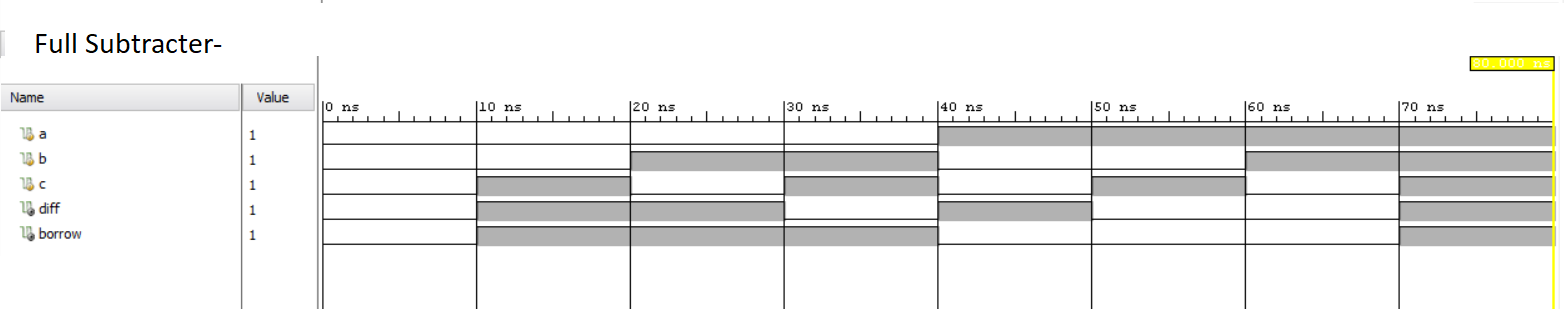 Full Subtracter-
80.000 ns
Name Value
0 ns 10 ns 20 ns 30 ns 40 ns 50 ns 60 ns 70 ns
a 1
b 1
c 1
diff 1
borrow 1